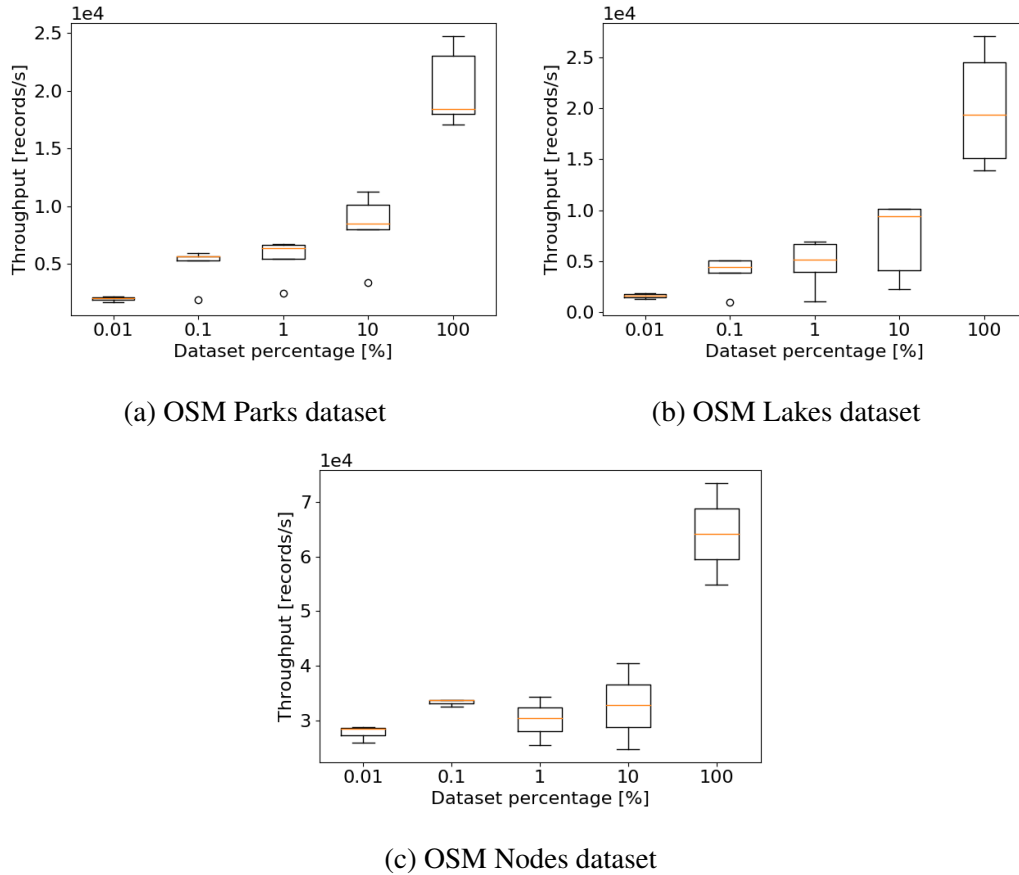 1e4
2.5
2.0
1.5
1.0
0.5
Throughput [records/s]
0.01 0.1 1 10 100
Dataset percentage [%]
(a) OSM Parks dataset
1e4
2.5
2.0
1.5
1.0
0.5
0.0
Throughput [records/s]
0.01 0.1 1 10 100
Dataset percentage [%]
(b) OSM Lakes dataset
1e4
7
6
5
4
3
Throughput [records/s]
0.01 0.1 1 10 100
Dataset percentage [%]
(c) OSM Nodes dataset